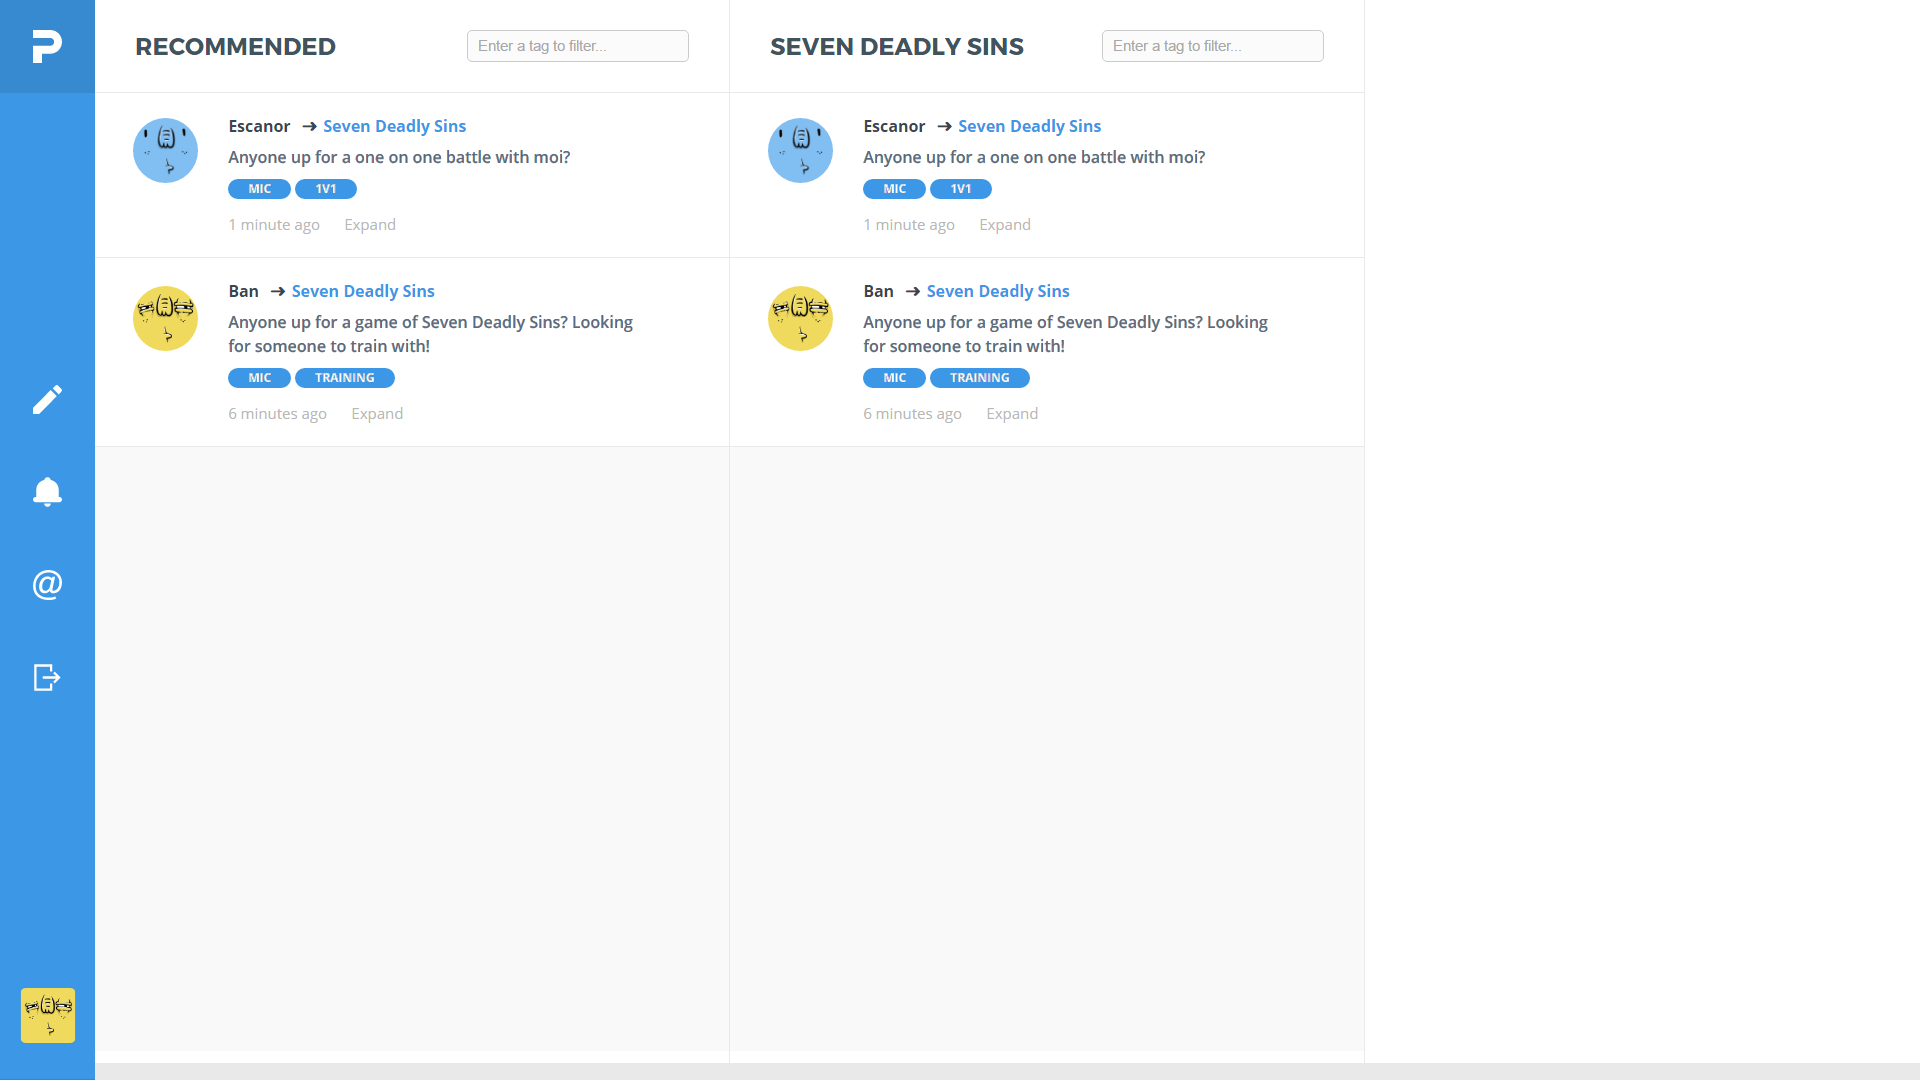 P
RECOMMENDED
Enter a tag to filter...
Escanor → Seven Deadly Sins
Anyone up for a one on one battle with moi?
MIC 1V1
1 minute ago Expand
Ban → Seven Deadly Sins
Anyone up for a game of Seven Deadly Sins? Looking
for someone to train with!
MIC TRAINING
6 minutes ago Expand
SEVEN DEADLY SINS
Enter a tag to filter...
Escanor → Seven Deadly Sins
Anyone up for a one on one battle with moi?
MIC 1V1
1 minute ago Expand
Ban → Seven Deadly Sins
Anyone up for a game of Seven Deadly Sins? Looking
for someone to train with!
MIC TRAINING
6 minutes ago Expand
@